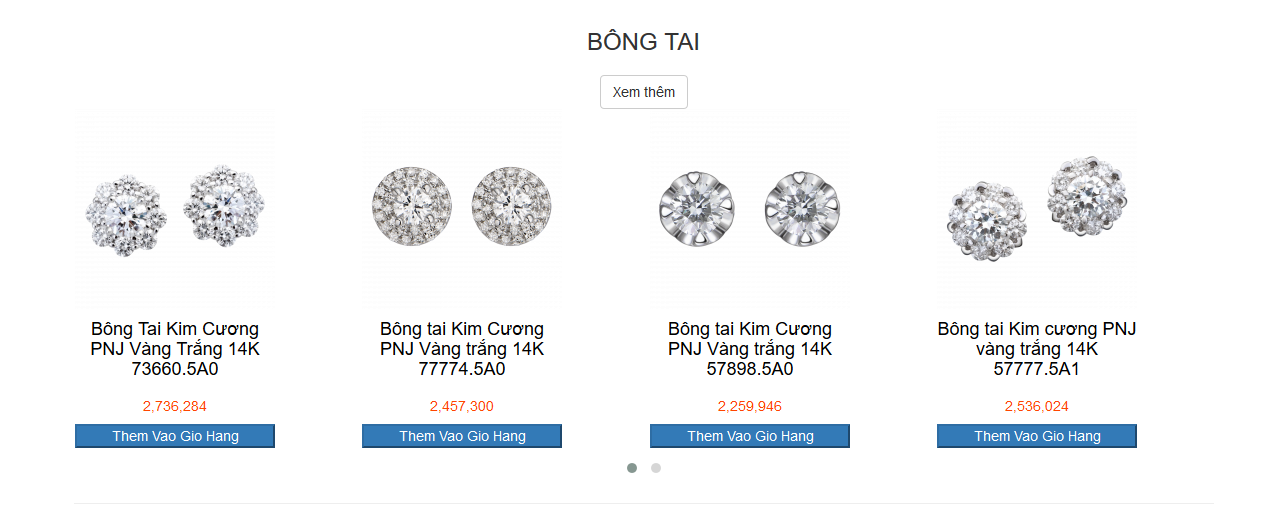 BÔNG TAI
Xem thêm
Bông Tai Kim Cương
PNJ Vàng Trắng 14K
73660.5A0
2,736,284
Them Vao Gio Hang
Bông tai Kim Cương
PNJ Vàng trắng 14K
77774.5A0
2,457,300
Them Vao Gio Hang
Bông tai Kim Cương
PNJ Vàng trắng 14K
57898.5A0
2,259,946
Them Vao Gio Hang
Bông tai Kim cương PNJ
vàng trắng 14K
57777.5A1
2,536,024
Them Vao Gio Hang